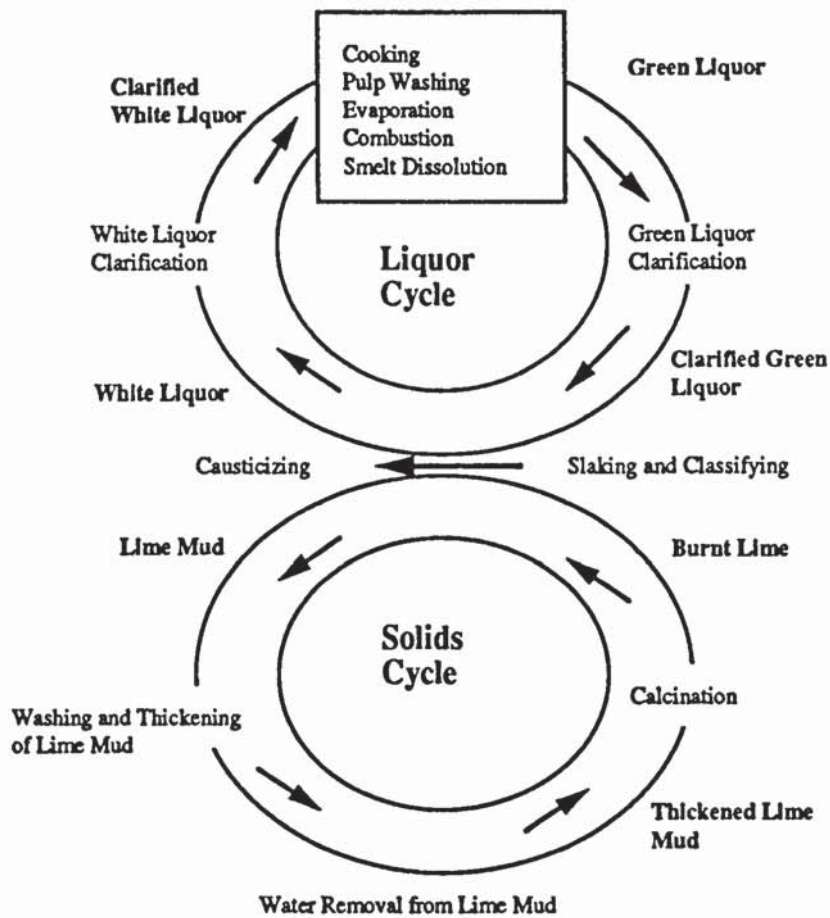 Cooking
Pulp Washing
Evaporation
Combustion
Smelt Dissolution
Clarified
White Liquor
Green Liquor
White Liquor
Clarification
Liquor
Cycle
Green Liquor
Clarification
White Liquor
Clarified Green
Liquor
Causticizing
Slaking and Classifying
Lime Mud
Burnt Lime
Solids
Cycle
Washing and Thickening
of Lime Mud
Calcination
Thickened Lime
Mud
Water Removal from Lime Mud